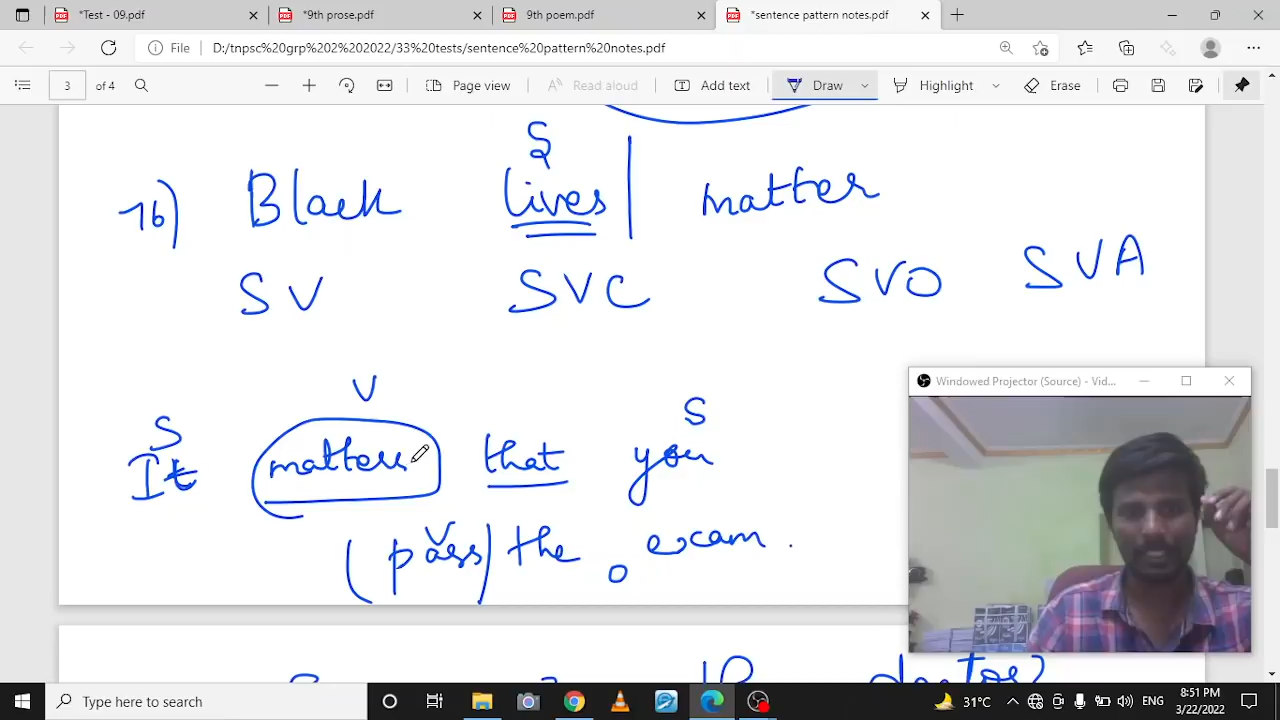 *Test - 09.pdf
*9th prose.pdf
9th poem.pdf
*sentence pattern notes.pdf
File D:/tnpsc%20grp%202%202022/33%20tests/sentence%20pattern%20notes.pdf
3 of 4 Page view Read aloud Add text Draw Highlight Erase
S
16) Black lives matter
SV SVC SVO SVA
V
S S
It matters that you
V
(pass) the exam.
O
Windowed Projector (Source) - Vid...
doctor?
Type here to search
31°C ENG 8:51 PM
3/22/2022